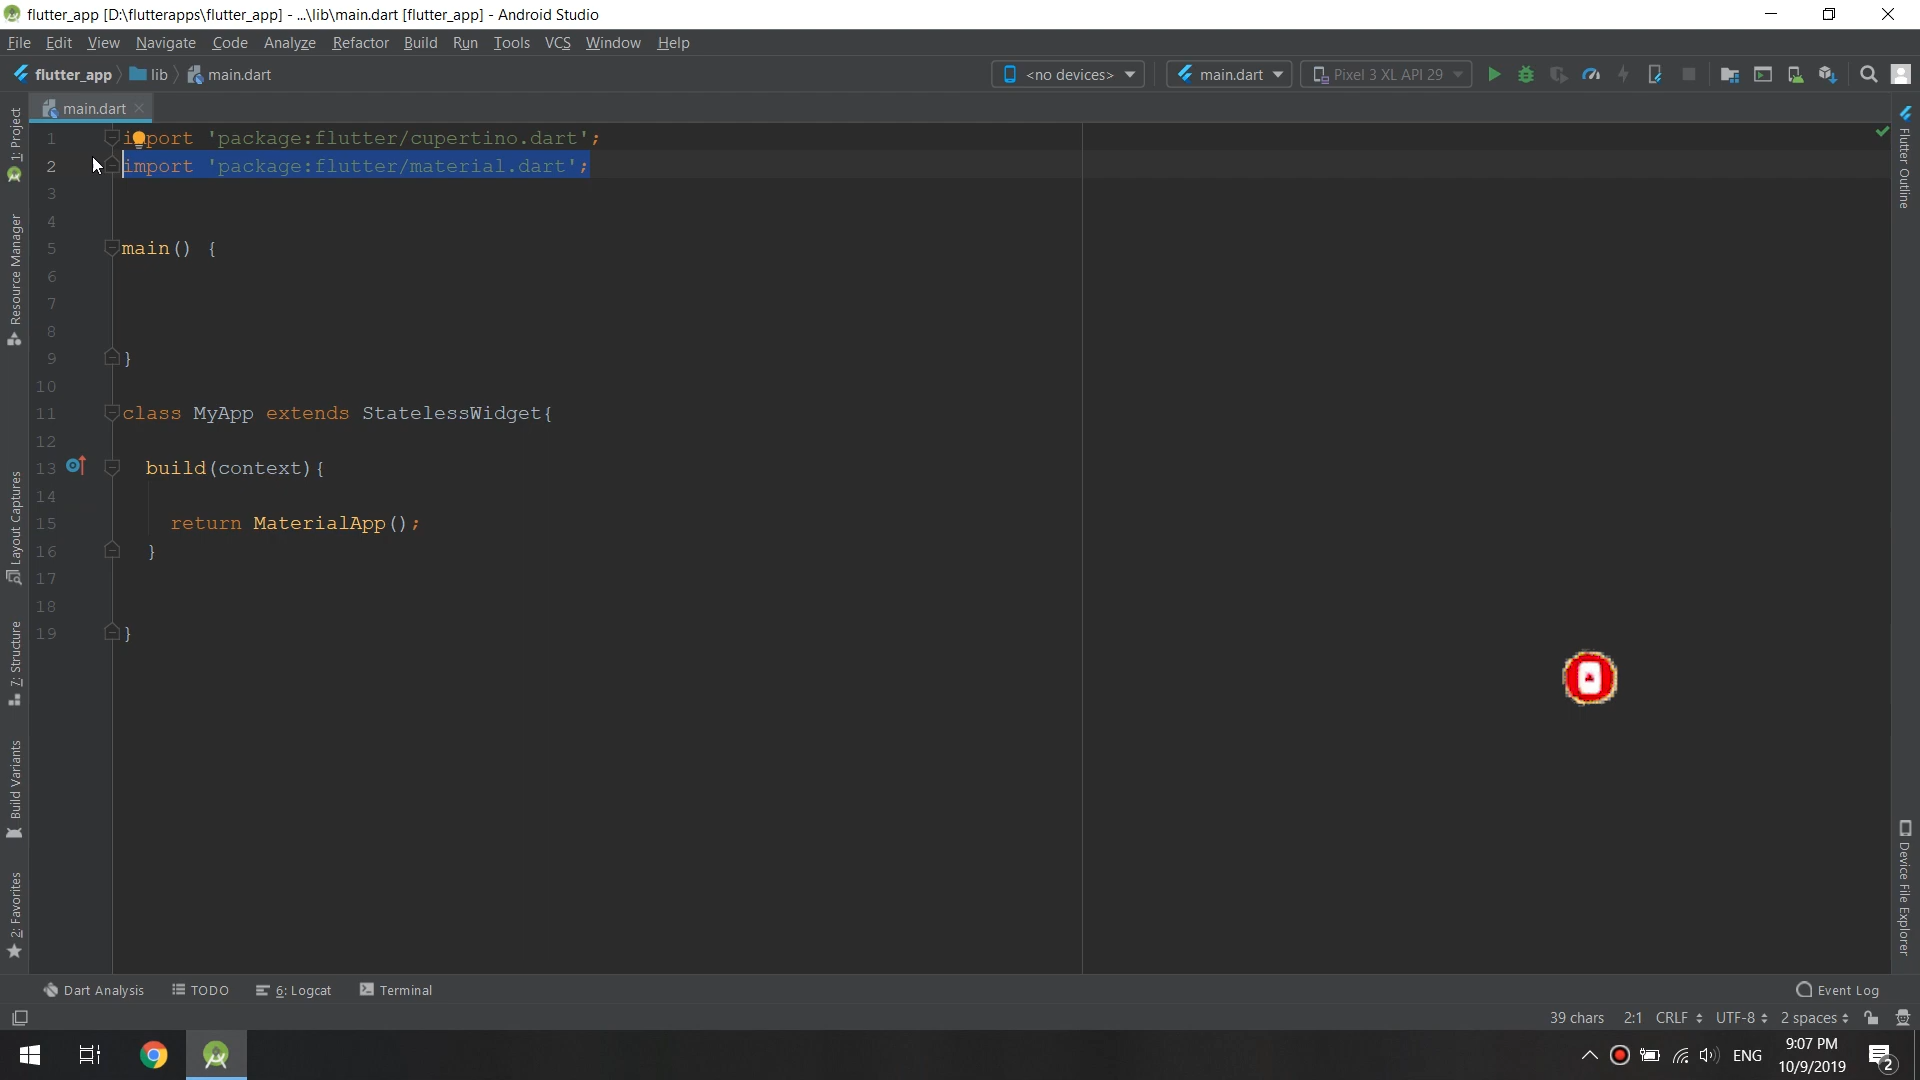 flutter_app [D:\flutterapps\flutter_app] - ...\lib\main.dart [flutter_app] - Android Studio
File Edit View Navigate Code Analyze Refactor Build Run Tools VCS Window Help
flutter_app lib main.dart <no devices> main.dart Pixel 3 XL API 29
main.dart
1 import 'package:flutter/cupertino.dart';
2 import 'package:flutter/material.dart';
3
4
5 main() {
6
7
8
9 }
10
11 class MyApp extends StatelessWidget{
12
13 build(context){
14
15 return MaterialApp();
16 }
17
18
19 }
1: Project
Resource Manager
Layout Captures
7: Structure
Build Variants
2: Favorites
Flutter Outline
Device File Explorer
Dart Analysis TODO 6: Logcat Terminal Event Log
39 chars 2:1 CRLF UTF-8 2 spaces
ENG 9:07 PM
10/9/2019 2